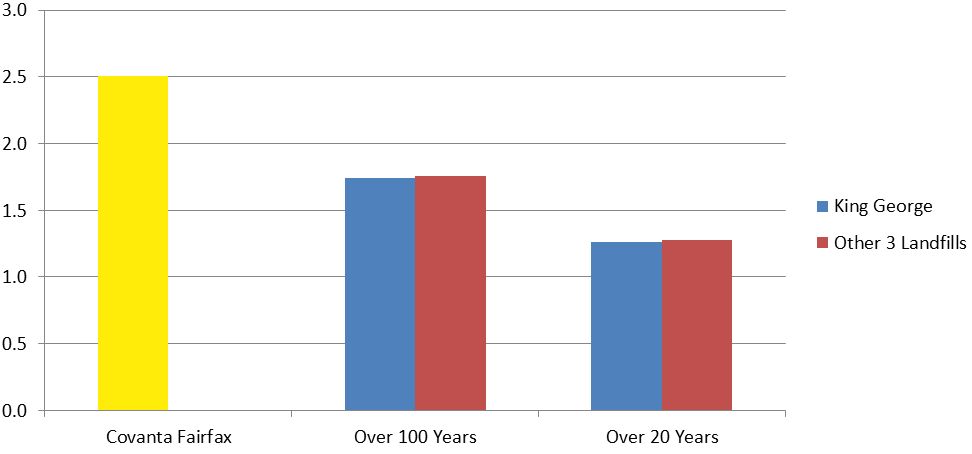 3.0
2.5
2.0
1.5
1.0
0.5
0.0
Covanta Fairfax
Over 100 Years
Over 20 Years
King George
Other 3 Landfills